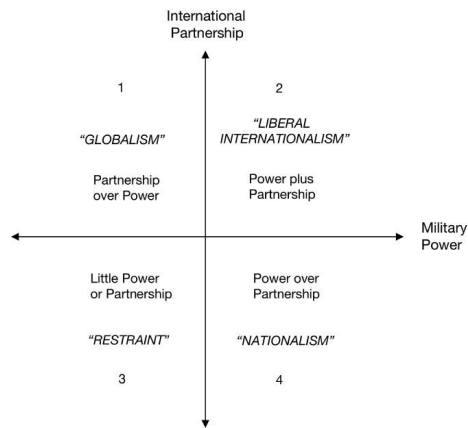 International
Partnership
1
2
“GLOBALISM”
“LIBERAL
INTERNATIONALISM”
Partnership
over Power
Power plus
Partnership
Military
Power
Little Power
or Partnership
Power over
Partnership
“RESTRAINT”
“NATIONALISM”
3
4